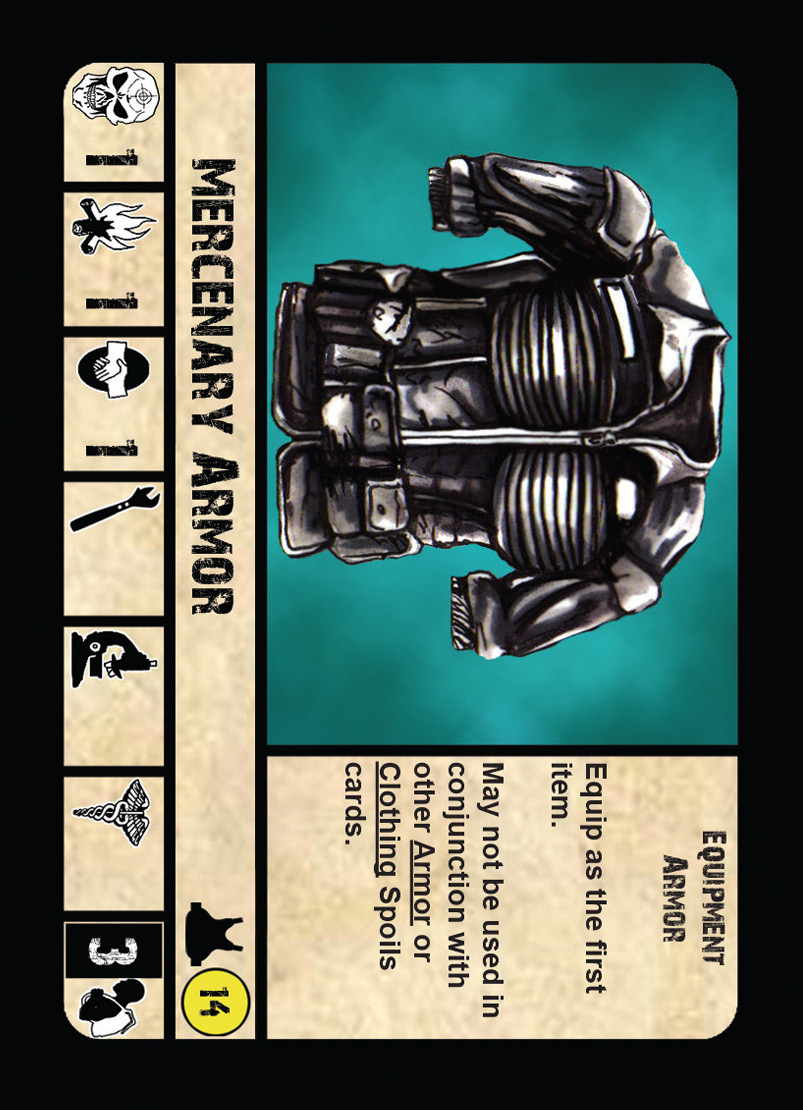 EQUIPMENT
ARMOR
Equip as the first
item.
May not be used in
conjunction with
other Armor or
Clothing Spoils
cards.
MERCENARY ARMOR
14
1
1
1
3